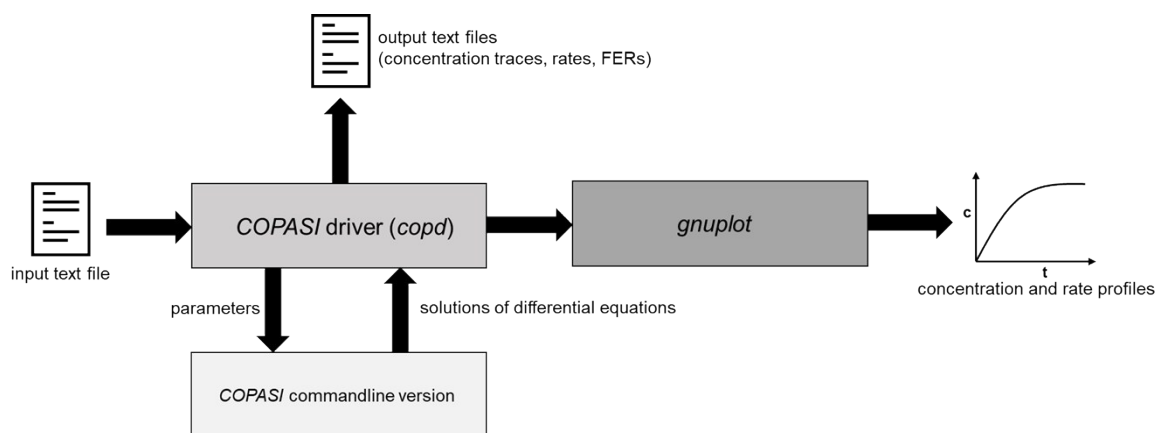 output text files
(concentration traces, rates, FERs)
COPASI driver (copd)
gnuplot
c
input text file
t
concentration and rate profiles
parameters
solutions of differential equations
COPASI commandline version